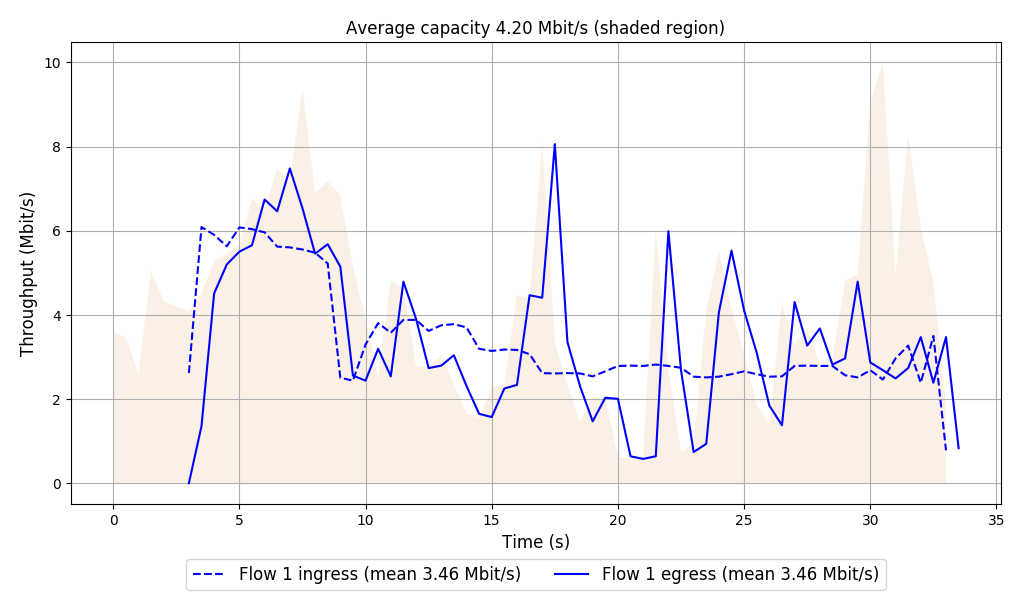 Average capacity 4.20 Mbit/s (shaded region)
10
8
6
4
2
0
Throughput (Mbit/s)
0 5 10 15 20 25 30 35
Time (s)
Flow 1 ingress (mean 3.46 Mbit/s) Flow 1 egress (mean 3.46 Mbit/s)